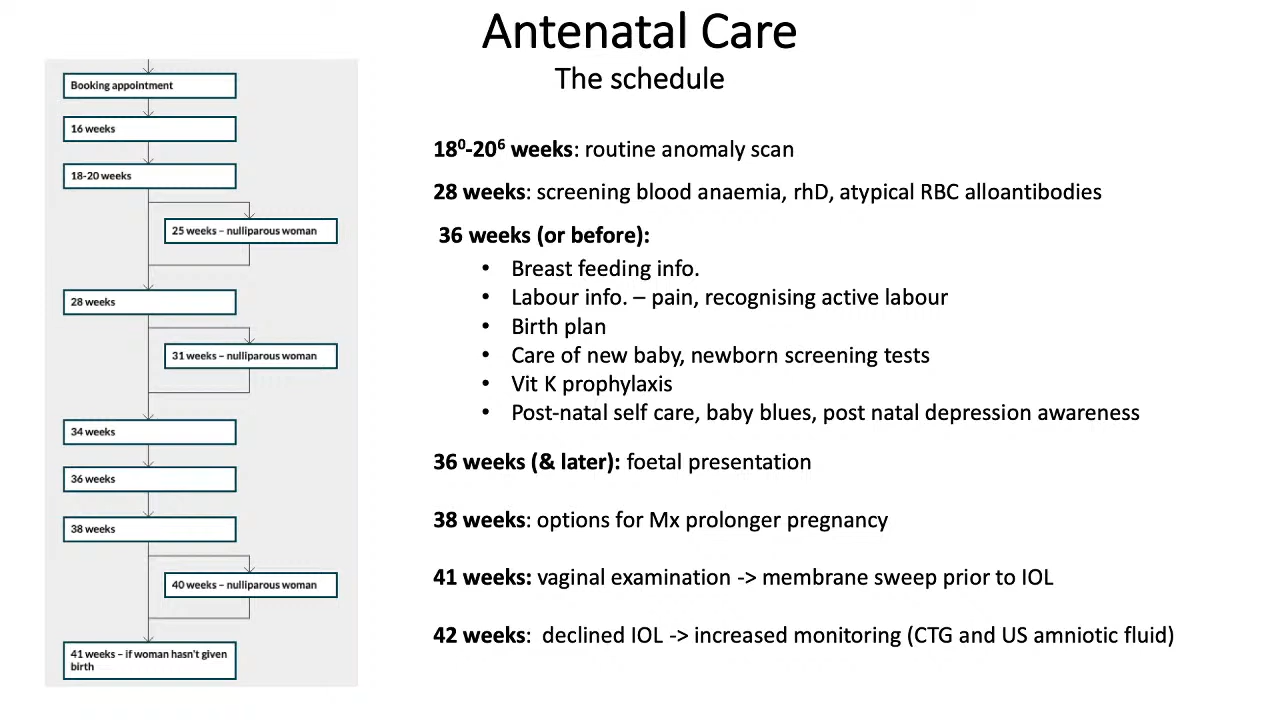 Antenatal Care
The schedule
Booking appointment
16 weeks
18-20 weeks
25 weeks – nulliparous woman
28 weeks
31 weeks – nulliparous woman
34 weeks
36 weeks
38 weeks
40 weeks – nulliparous woman
41 weeks – if woman hasn't given
birth
18⁰-20⁶ weeks: routine anomaly scan
28 weeks: screening blood anaemia, rhD, atypical RBC alloantibodies
36 weeks (or before):
• Breast feeding info.
• Labour info. – pain, recognising active labour
• Birth plan
• Care of new baby, newborn screening tests
• Vit K prophylaxis
• Post-natal self care, baby blues, post natal depression awareness
36 weeks (& later): foetal presentation
38 weeks: options for Mx prolonger pregnancy
41 weeks: vaginal examination -> membrane sweep prior to IOL
42 weeks: declined IOL -> increased monitoring (CTG and US amniotic fluid)